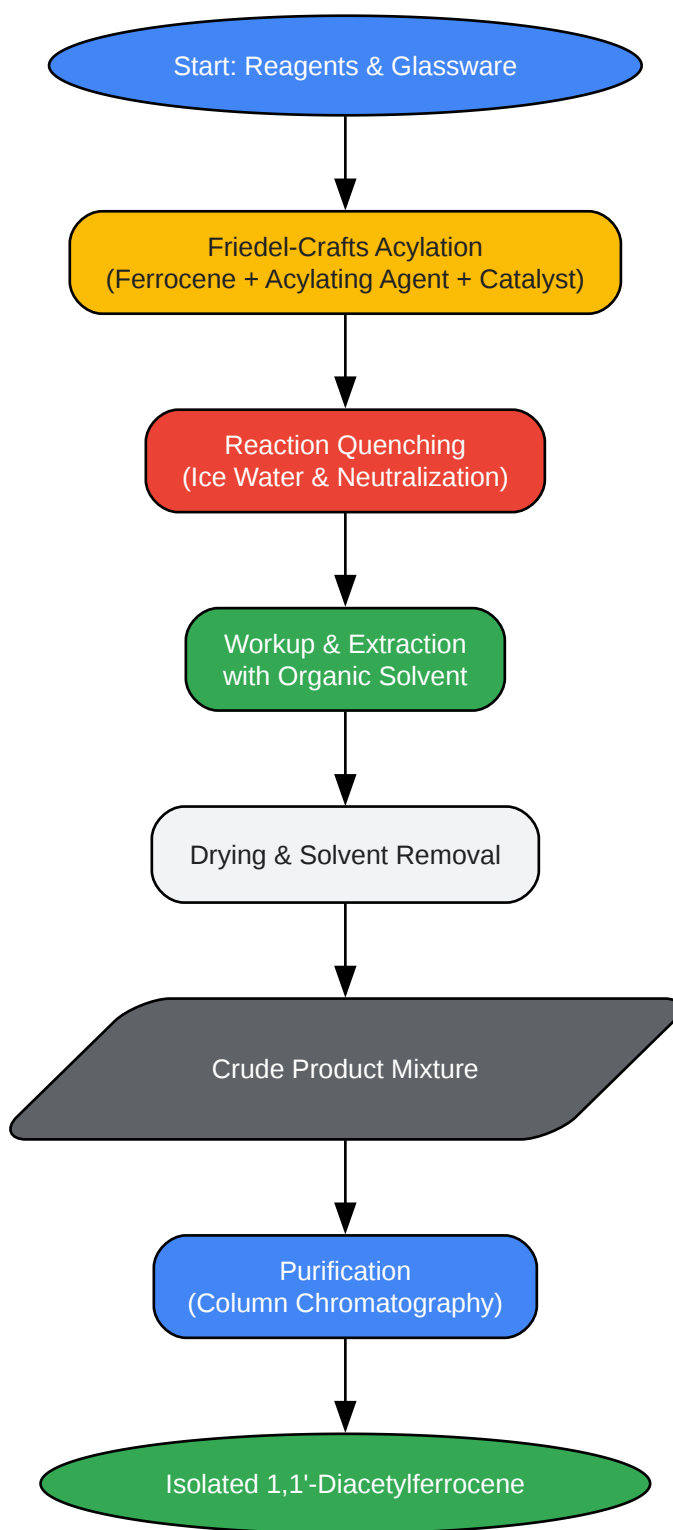 Start: Reagents & Glassware
Friedel-Crafts Acylation
(Ferrocene + Acylating Agent + Catalyst)
Reaction Quenching
(Ice Water & Neutralization)
Workup & Extraction
with Organic Solvent
Drying & Solvent Removal
Crude Product Mixture
Purification
(Column Chromatography)
Isolated 1,1'-Diacetylferrocene